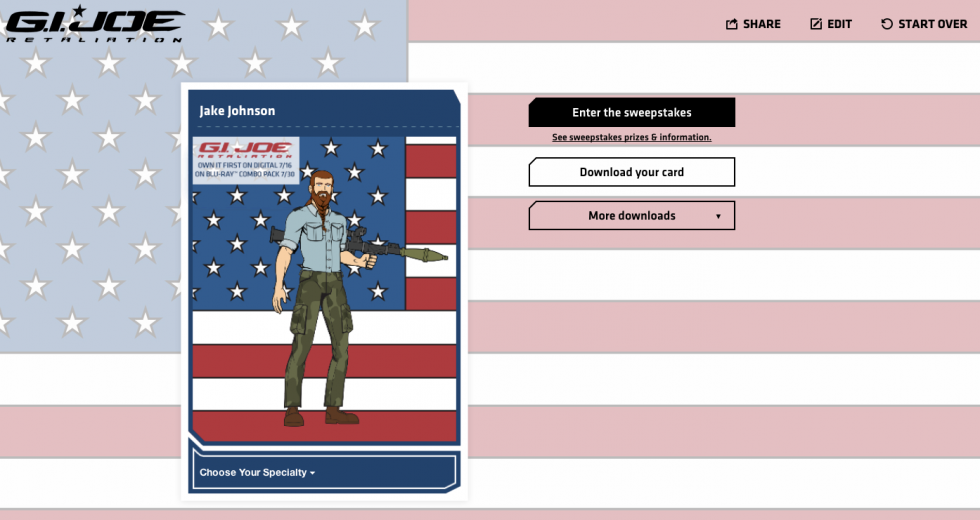 G.I. JOE
RETALIATION
SHARE
EDIT
START OVER
Jake Johnson
G.I. JOE
RETALIATION
OWN IT FIRST ON DIGITAL 7/16
ON BLU-RAY™ COMBO PACK 7/30
Enter the sweepstakes
See sweepstakes prizes & information.
Download your card
More downloads
Choose Your Specialty